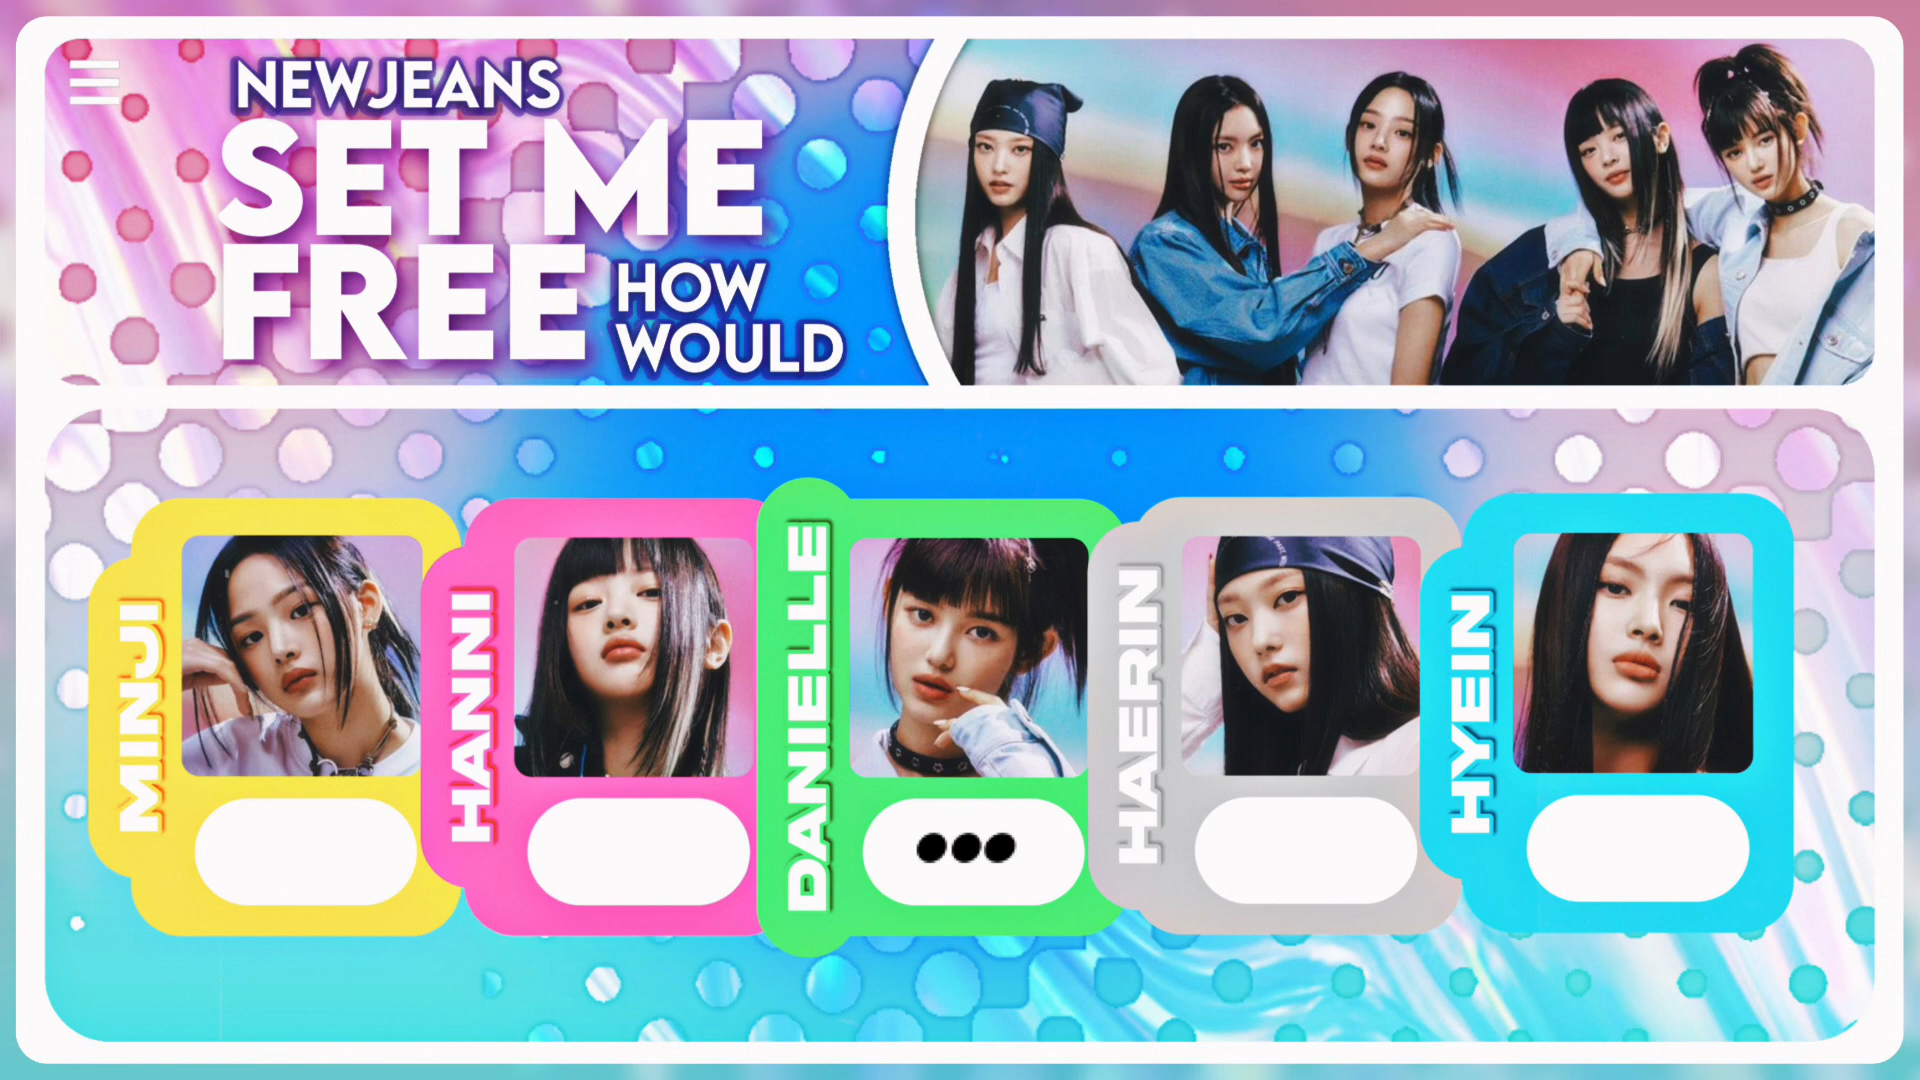 NEWJEANS
SET ME
FREE
HOW
WOULD
MINJI
HANNI
DANIELLE
●●●
HAERIN
HYEIN